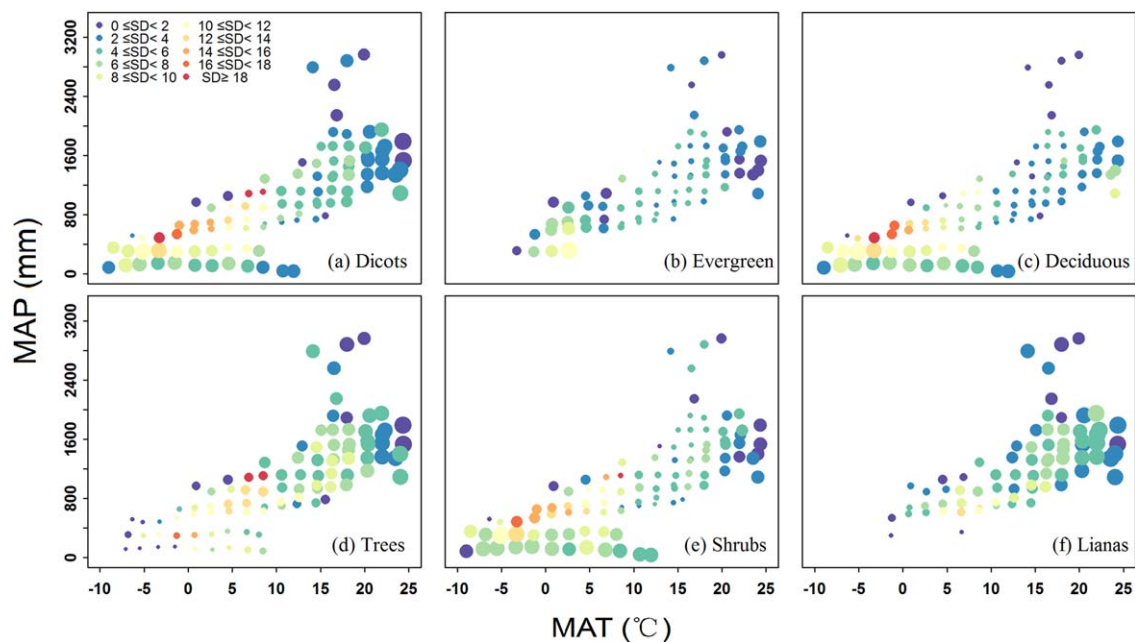 0 ≤SD< 2 10 ≤SD< 12
2 ≤SD< 4 12 ≤SD< 14
4 ≤SD< 6 14 ≤SD< 16
6 ≤SD< 8 16 ≤SD< 18
8 ≤SD< 10 SD≥ 18
3200
2400
1600
800
0
(a) Dicots
(b) Evergreen
(c) Deciduous
MAP (mm)
3200
2400
1600
8000
0
(d) Trees
(e) Shrubs
(f) Lianas
-10 -5 0 5 10 15 20 25
-10 -5 0 5 10 15 20 25
-10 -5 0 5 10 15 20 25
MAT (℃)